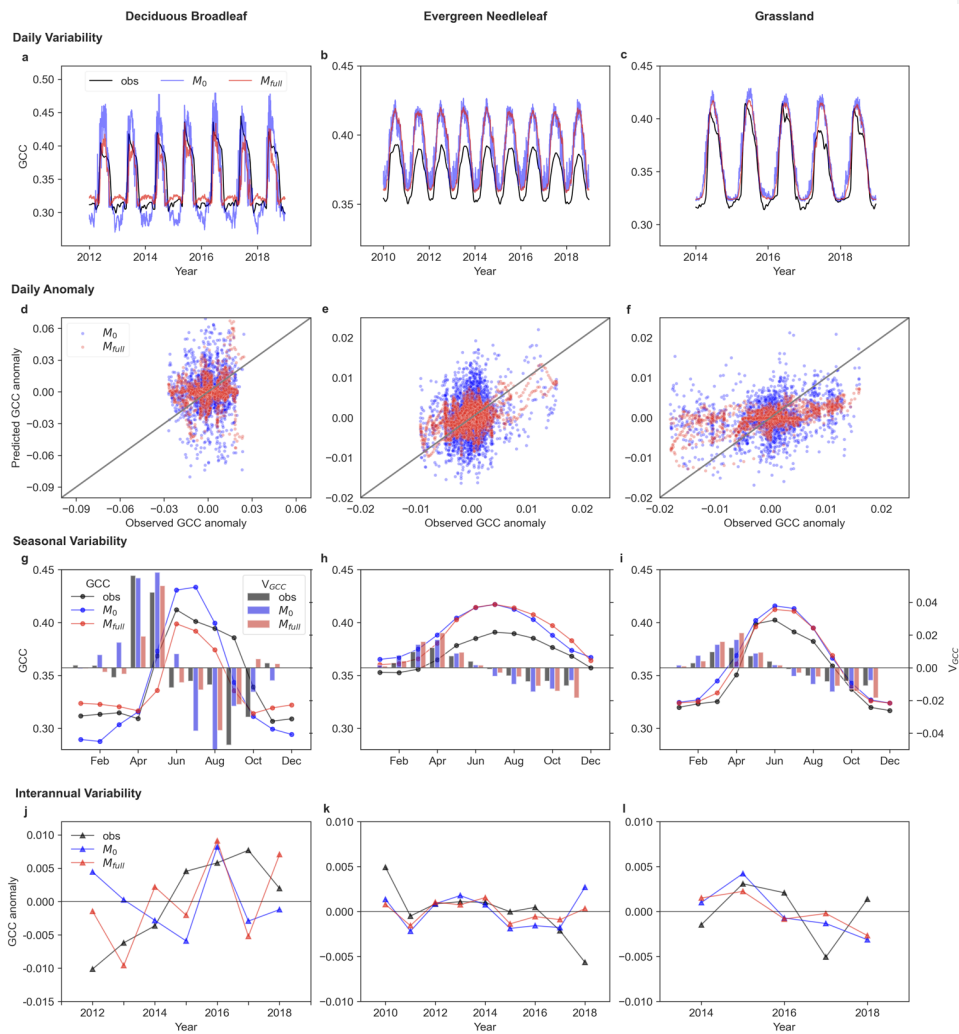 Deciduous Broadleaf Evergreen Needleleaf Grassland
Daily Variability
a b c
obs M0 Mfull
0.50 0.45 0.40 0.35 0.30
GCC
0.45 0.40 0.35
0.45 0.40 0.35 0.30
2012 2014 2016 2018
Year
2010 2012 2014 2016 2018
Year
2014 2016 2018
Year
Daily Anomaly
d e f
M0
Mfull
Predicted GCC anomaly
0.06 0.03 0.00 −0.03 −0.06 −0.09
0.02 0.01 0.00 −0.01 −0.02
0.02 0.01 0.00 −0.01 −0.02
−0.09 −0.06 −0.03 0.00 0.03 0.06
Observed GCC anomaly
−0.02 −0.01 0.00 0.01 0.02
Observed GCC anomaly
−0.02 −0.01 0.00 0.01 0.02
Observed GCC anomaly
Seasonal Variability
g h i
GCC
obs
M0
Mfull
VGCC
obs
M0
Mfull
GCC
0.45 0.40 0.35 0.30
0.45 0.40 0.35 0.30
0.45 0.40 0.35 0.30
0.04 0.02 0.00 −0.02 −0.04
VGCC
Feb Apr Jun Aug Oct Dec
Feb Apr Jun Aug Oct Dec
Feb Apr Jun Aug Oct Dec
Interannual Variability
j k l
obs
M0
Mfull
GCC anomaly
0.010 0.005 0.000 −0.005 −0.010 -0.015
0.010 0.005 0.000 −0.005 −0.010
0.010 0.005 0.000 −0.005 −0.010
2012 2014 2016 2018
Year
2010 2012 2014 2016 2018
Year
2014 2016 2018
Year